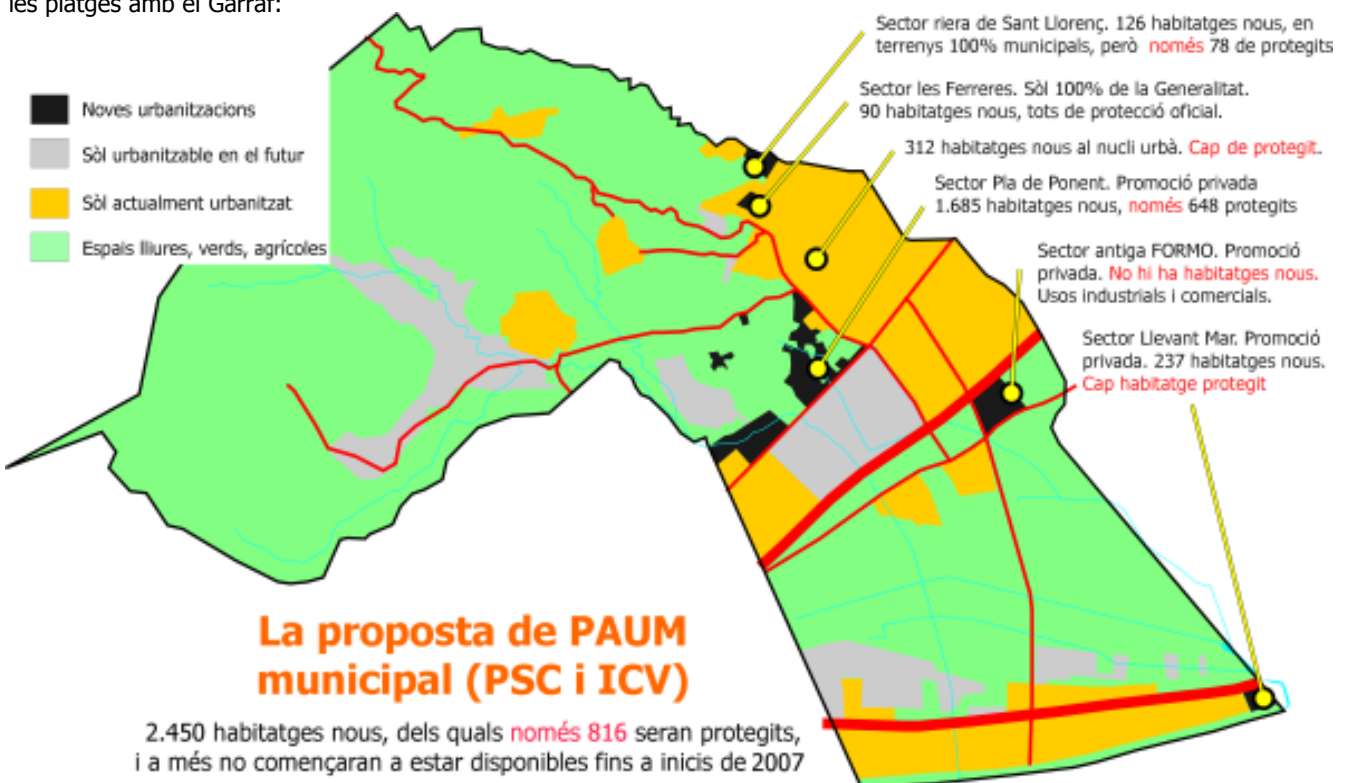 les platges amb el Garraf:
Sector riera de Sant Llorenç. 126 habitatges nous, en
terrenys 100% municipals, però només 78 de protegits
Sector les Ferreres. Sòl 100% de la Generalitat.
90 habitatges nous, tots de protecció oficial.
312 habitatges nous al nucli urbà. Cap de protegit.
Sector Pla de Ponent. Promoció privada
1.685 habitatges nous, només 648 protegits
Sector antiga FORMO. Promoció
privada. No hi ha habitatges nous.
Usos industrials i comercials.
Sector Llevant Mar. Promoció
privada. 237 habitatges nous.
Cap habitatge protegit
Noves urbanitzacions
Sòl urbanitzable en el futur
Sòl actualment urbanitzat
Espais lliures, verds, agrícoles
La proposta de PAUM
municipal (PSC i ICV)
2.450 habitatges nous, dels quals només 816 seran protegits,
i a més no començaran a estar disponibles fins a inicis de 2007